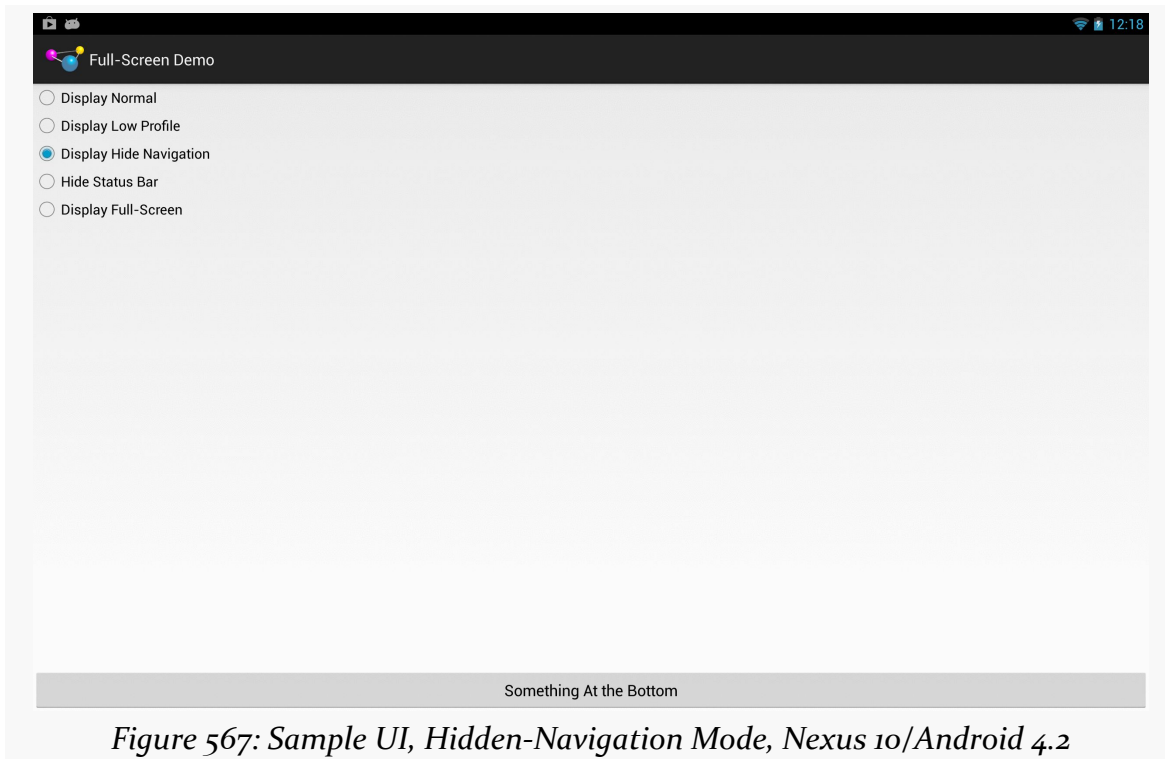 12:18
Full-Screen Demo
Display Normal
Display Low Profile
Display Hide Navigation
Hide Status Bar
Display Full-Screen
Something At the Bottom
Figure 567: Sample UI, Hidden-Navigation Mode, Nexus 10/Android 4.2